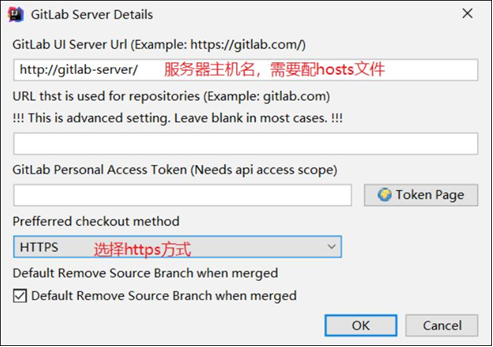 GitLab Server Details
GitLab UI Server Url (Example: https://gitlab.com/)
http://gitlab-server/ 服务器主机名，需要配hosts文件
URL thst is used for repositories (Example: gitlab.com)
!!! This is advanced setting. Leave blank in most cases. !!!
GitLab Personal Access Token (Needs api access scope)
Token Page
Prefferred checkout method
HTTPS 选择https方式
Default Remove Source Branch when merged
Default Remove Source Branch when merged
OK Cancel